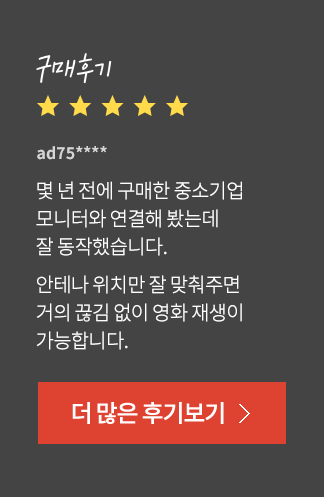 구매후기
ad75****
몇 년 전에 구매한 중소기업
모니터와 연결해 봤는데
잘 동작했습니다.
안테나 위치만 잘 맞춰주면
거의 끊김 없이 영화 재생이
가능합니다.
더 많은 후기보기 >